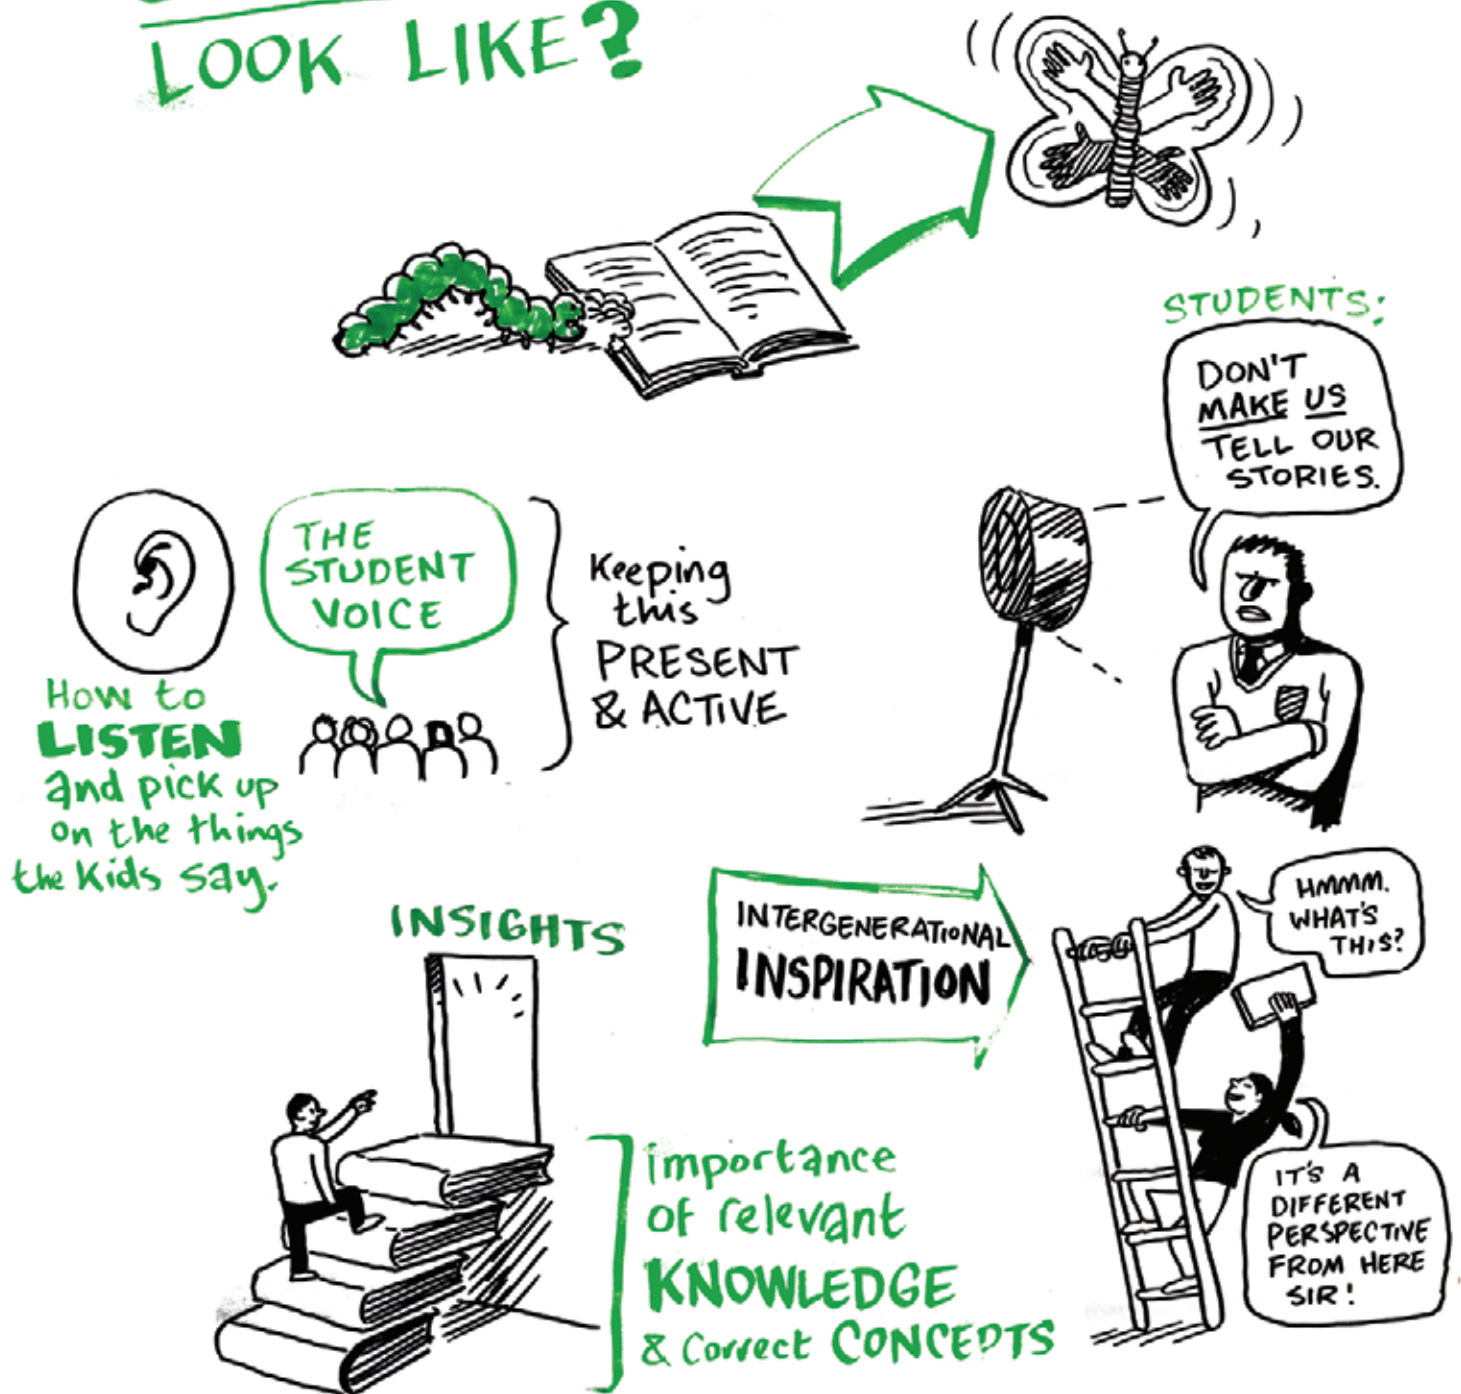 LOOK LIKE?
STUDENTS:
DON'T
MAKE US
TELL OUR
STORIES.
THE
STUDENT
VOICE
Keeping
this
PRESENT
& ACTIVE
How to
LISTEN
and pick up
on the things
the kids say.
INSIGHTS
INTERGENERATIONAL
INSPIRATION
HMMM.
WHAT'S
THIS?
importance
of relevant
KNOWLEDGE
& correct CONCEPTS
IT'S A
DIFFERENT
PERSPECTIVE
FROM HERE
SIR!